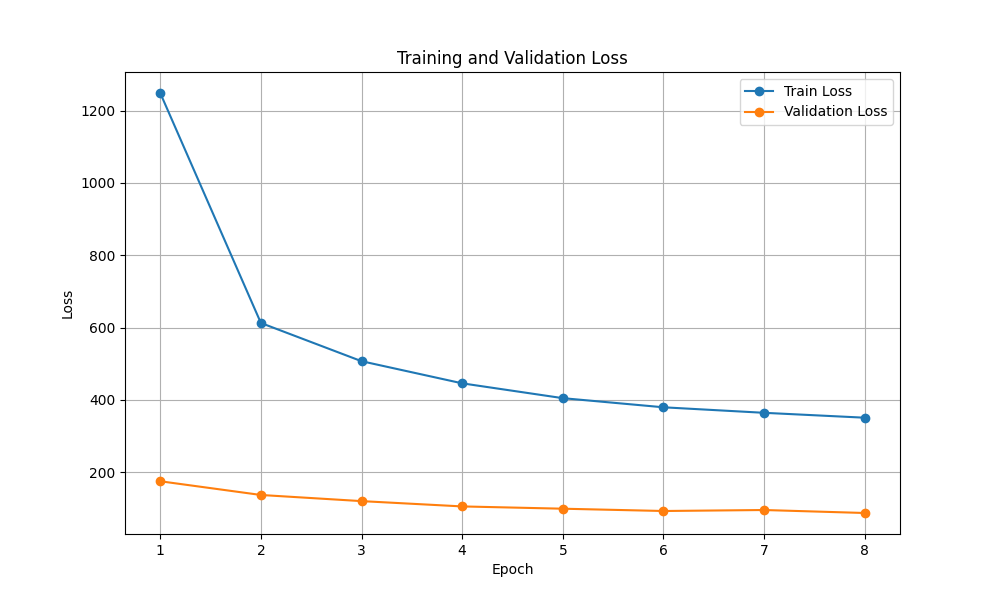 Training and Validation Loss
Train Loss
Validation Loss
1200
1000
800
600
400
200
Loss
1 2 3 4 5 6 7 8
Epoch